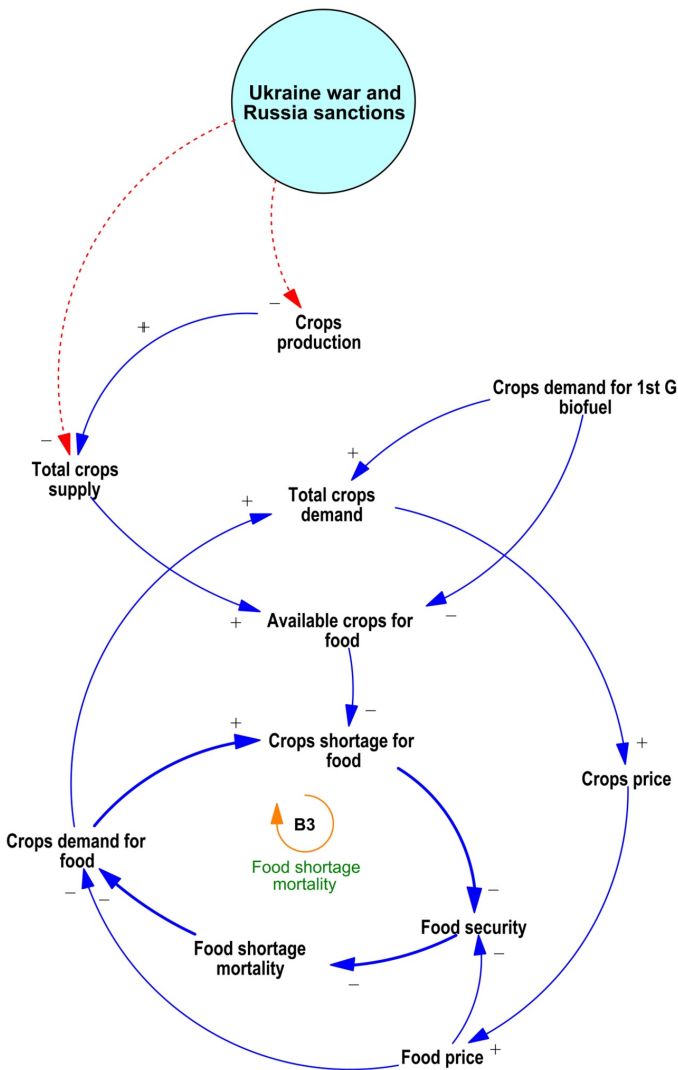 Ukraine war and
Russia sanctions
–
+
Crops
production
Crops demand for 1st G
biofuel
–
+
Total crops
supply
+
Total crops
demand
+
–
Available crops for
food
–
+
Crops shortage for
food
+
Crops price
B3
Crops demand for
food
Food shortage
mortality
–
–
–
Food security
Food shortage
mortality
–
–
Food price
+